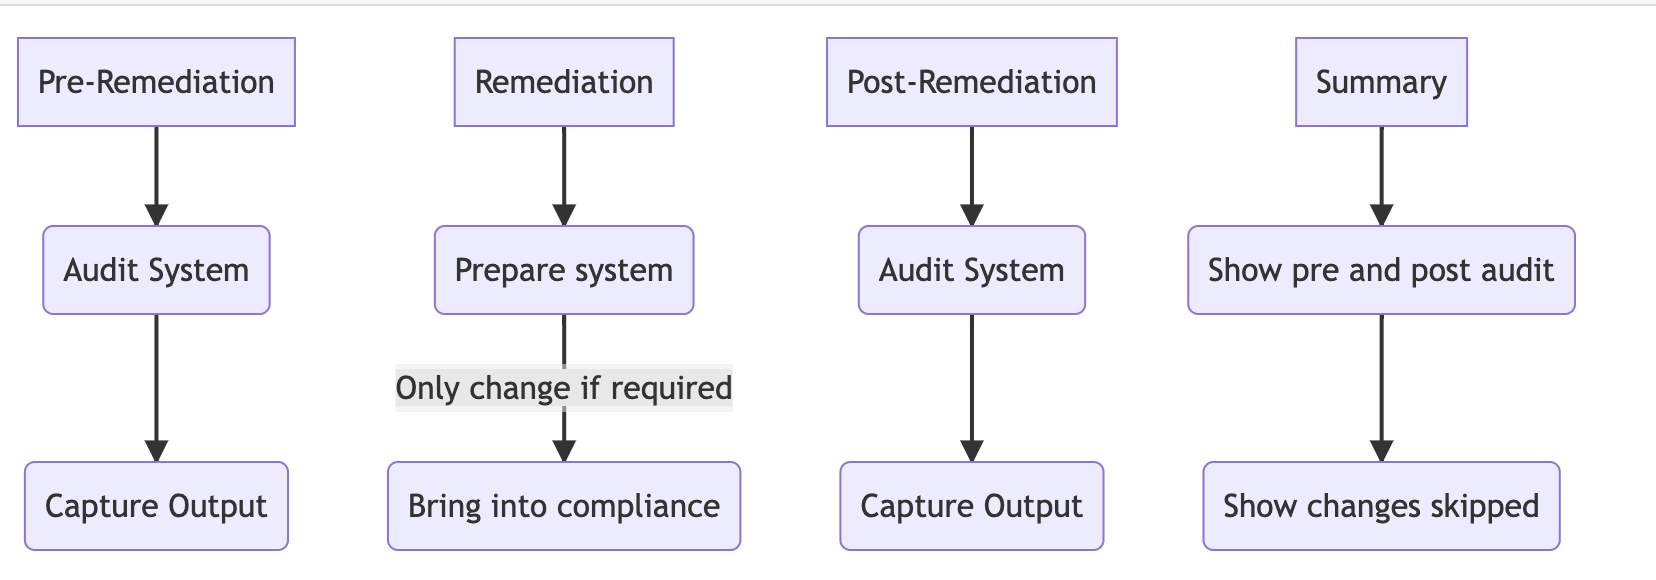 Pre-Remediation
Remediation
Post-Remediation
Summary
Audit System
Prepare system
Audit System
Show pre and post audit
Only change if required
Capture Output
Bring into compliance
Capture Output
Show changes skipped